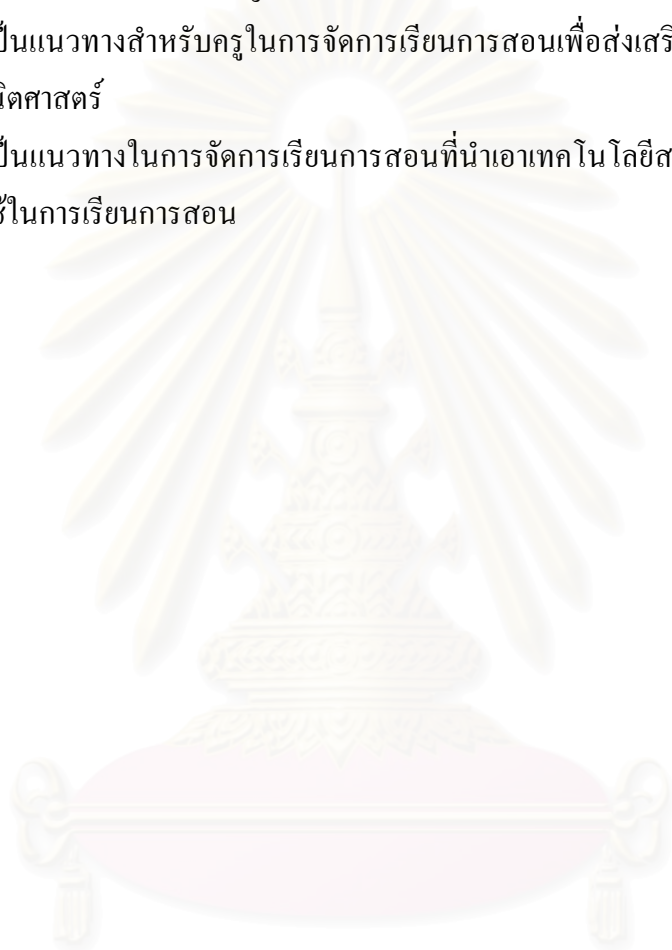 ป็นแนวทางสำหรับครูในการจัดการเรียนการสอนเพื่อส่งเสริ
นิตศาสตร์
ป็นแนวทางในการจัดการเรียนการสอนที่นำเอาเทคโนโลยีส
ช้ในการเรียนการสอน